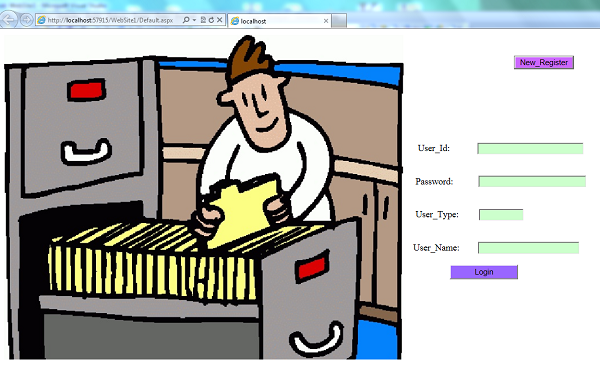 http://localhost:57915/WebSite1/Default.aspx
localhost
New_Register
User_Id:
Password:
User_Type:
User_Name:
Login